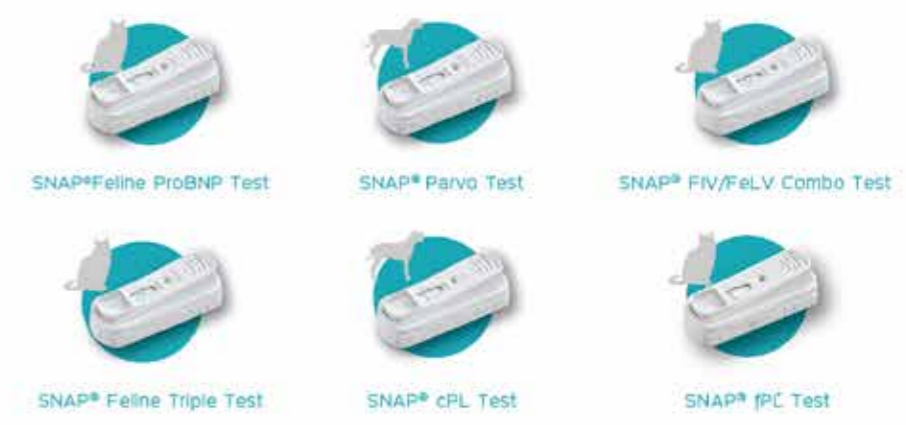 SNAP®Feline ProBNP Test
SNAP® Parvo Test
SNAP® FIV/FeLV Combo Test
SNAP® Feline Triple Test
SNAP® cPL Test
SNAP® fPL Test